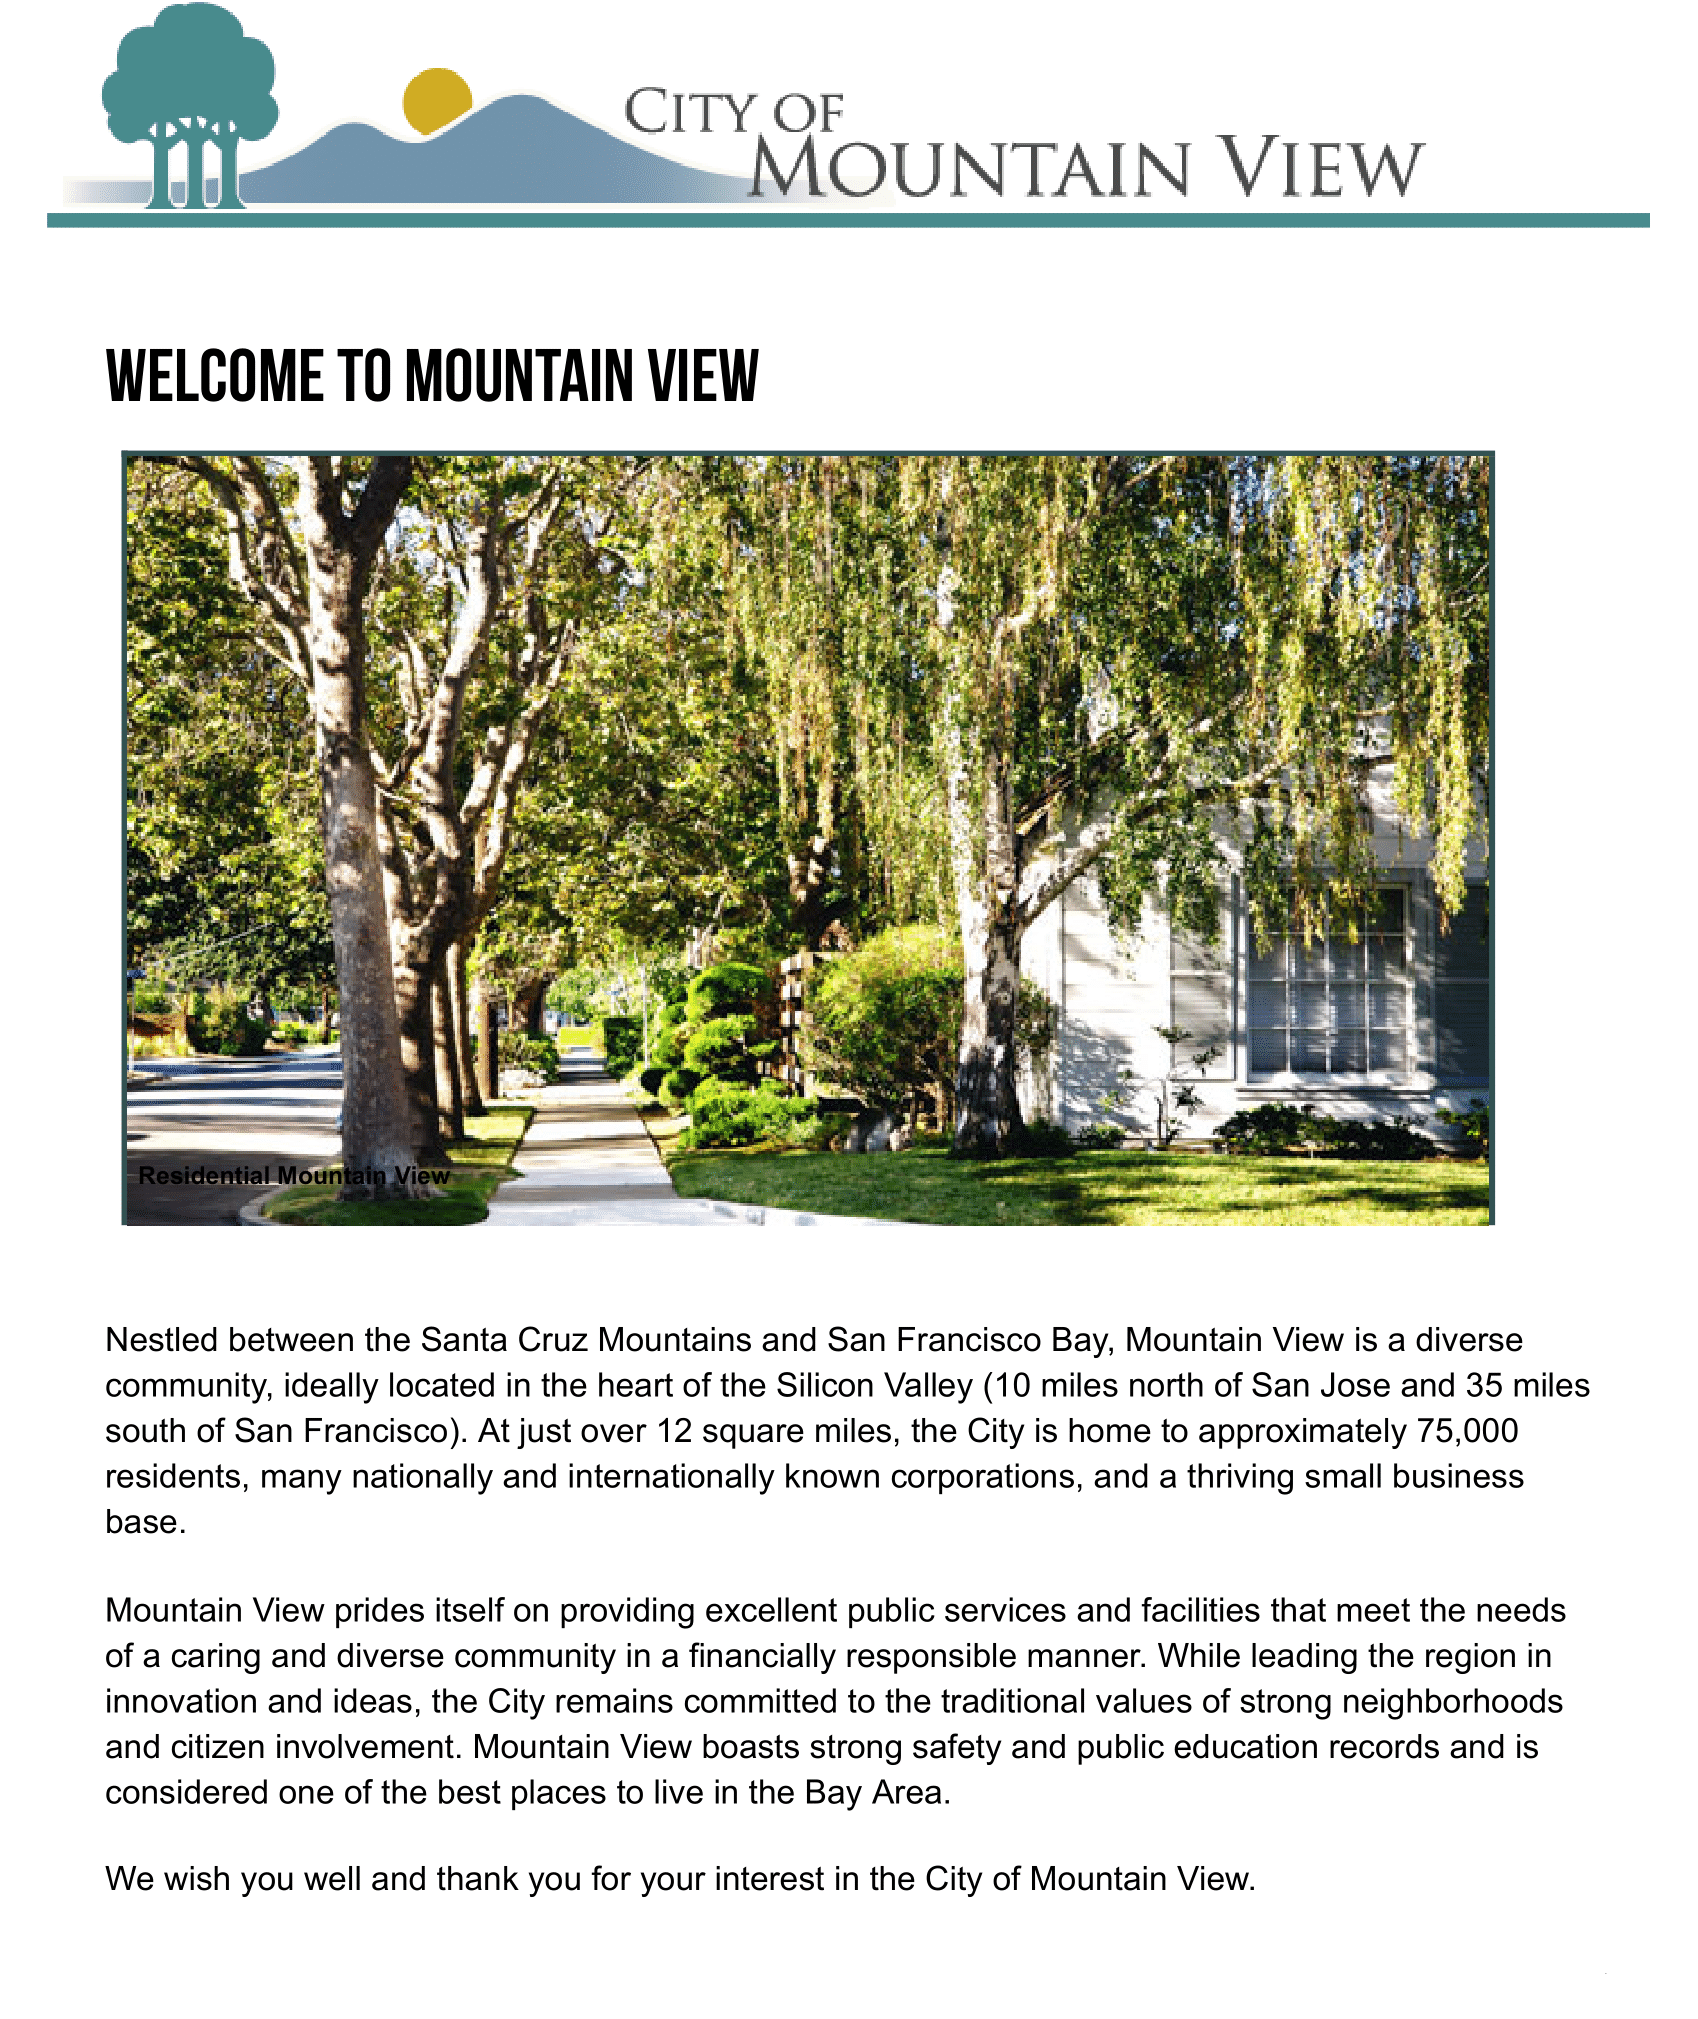 CITY OF
MOUNTAIN VIEW
WELCOME TO MOUNTAIN VIEW
Residential Mountain View
Nestled between the Santa Cruz Mountains and San Francisco Bay, Mountain View is a diverse
community, ideally located in the heart of the Silicon Valley (10 miles north of San Jose and 35 miles
south of San Francisco). At just over 12 square miles, the City is home to approximately 75,000
residents, many nationally and internationally known corporations, and a thriving small business
base.
Mountain View prides itself on providing excellent public services and facilities that meet the needs
of a caring and diverse community in a financially responsible manner. While leading the region in
innovation and ideas, the City remains committed to the traditional values of strong neighborhoods
and citizen involvement. Mountain View boasts strong safety and public education records and is
considered one of the best places to live in the Bay Area.
We wish you well and thank you for your interest in the City of Mountain View.